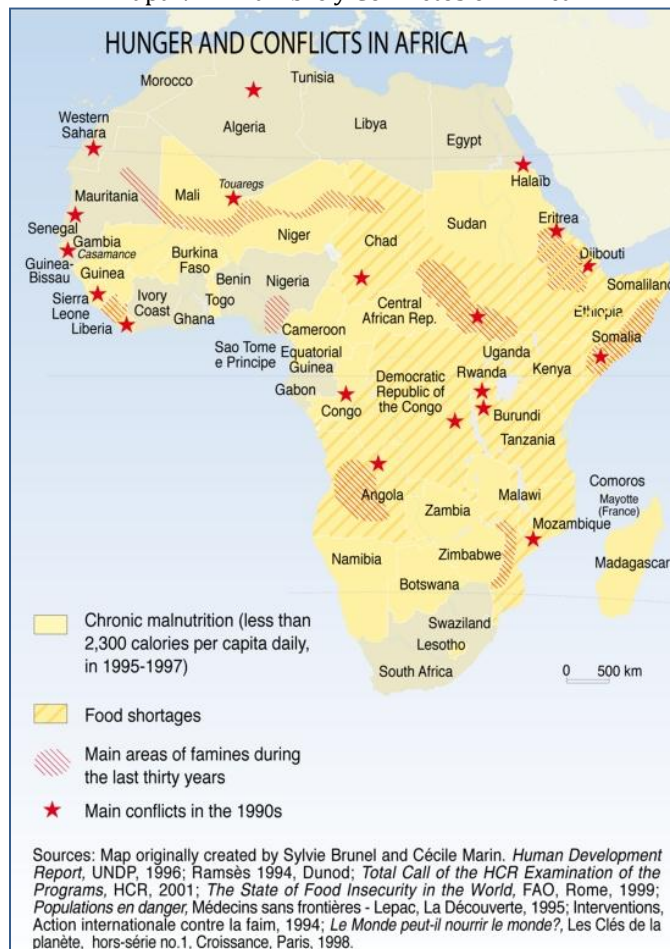 HUNGER AND CONFLICTS IN AFRICA
Morocco
Tunisia
Western
Sahara
Algeria
Libya
Egypt
Halaïb
Mauritania
Mali
Touaregs
Niger
Chad
Sudan
Eritrea
Djibouti
Senegal
Gambia
Casamance
Guinea-
Bissau
Guinea
Burkina
Faso
Benin
Nigeria
Togo
Sierra
Leone
Liberia
Ivory
Coast
Ghana
Sao Tome
e Principe
Cameroon
Equatorial
Guinea
Gabon
Central
African Rep.
Somaliland
Ethiopia
Somalia
Uganda
Kenya
Rwanda
Democratic
Republic of
the Congo
Congo
Burundi
Tanzania
Angola
Zambia
Malawi
Comoros
Mayotte
(France)
Mozambique
Madagascar
Namibia
Zimbabwe
Botswana
Swaziland
Lesotho
South Africa
0 500 km
Chronic malnutrition (less than
2,300 calories per capita daily,
in 1995-1997)
Food shortages
Main areas of famines during
the last thirty years
Main conflicts in the 1990s
Sources: Map originally created by Sylvie Brunel and Cécile Marin. Human Development
Report, UNDP, 1996; Ramsès 1994, Dunod; Total Call of the HCR Examination of the
Programs, HCR, 2001; The State of Food Insecurity in the World, FAO, Rome, 1999;
Populations en danger, Médecins sans frontières - Lepac, La Découverte, 1995; Interventions,
Action internationale contre la faim, 1994; Le Monde peut-il nourrir le monde?, Les Clés de la
planète, hors-série no.1, Croissance, Paris, 1998.